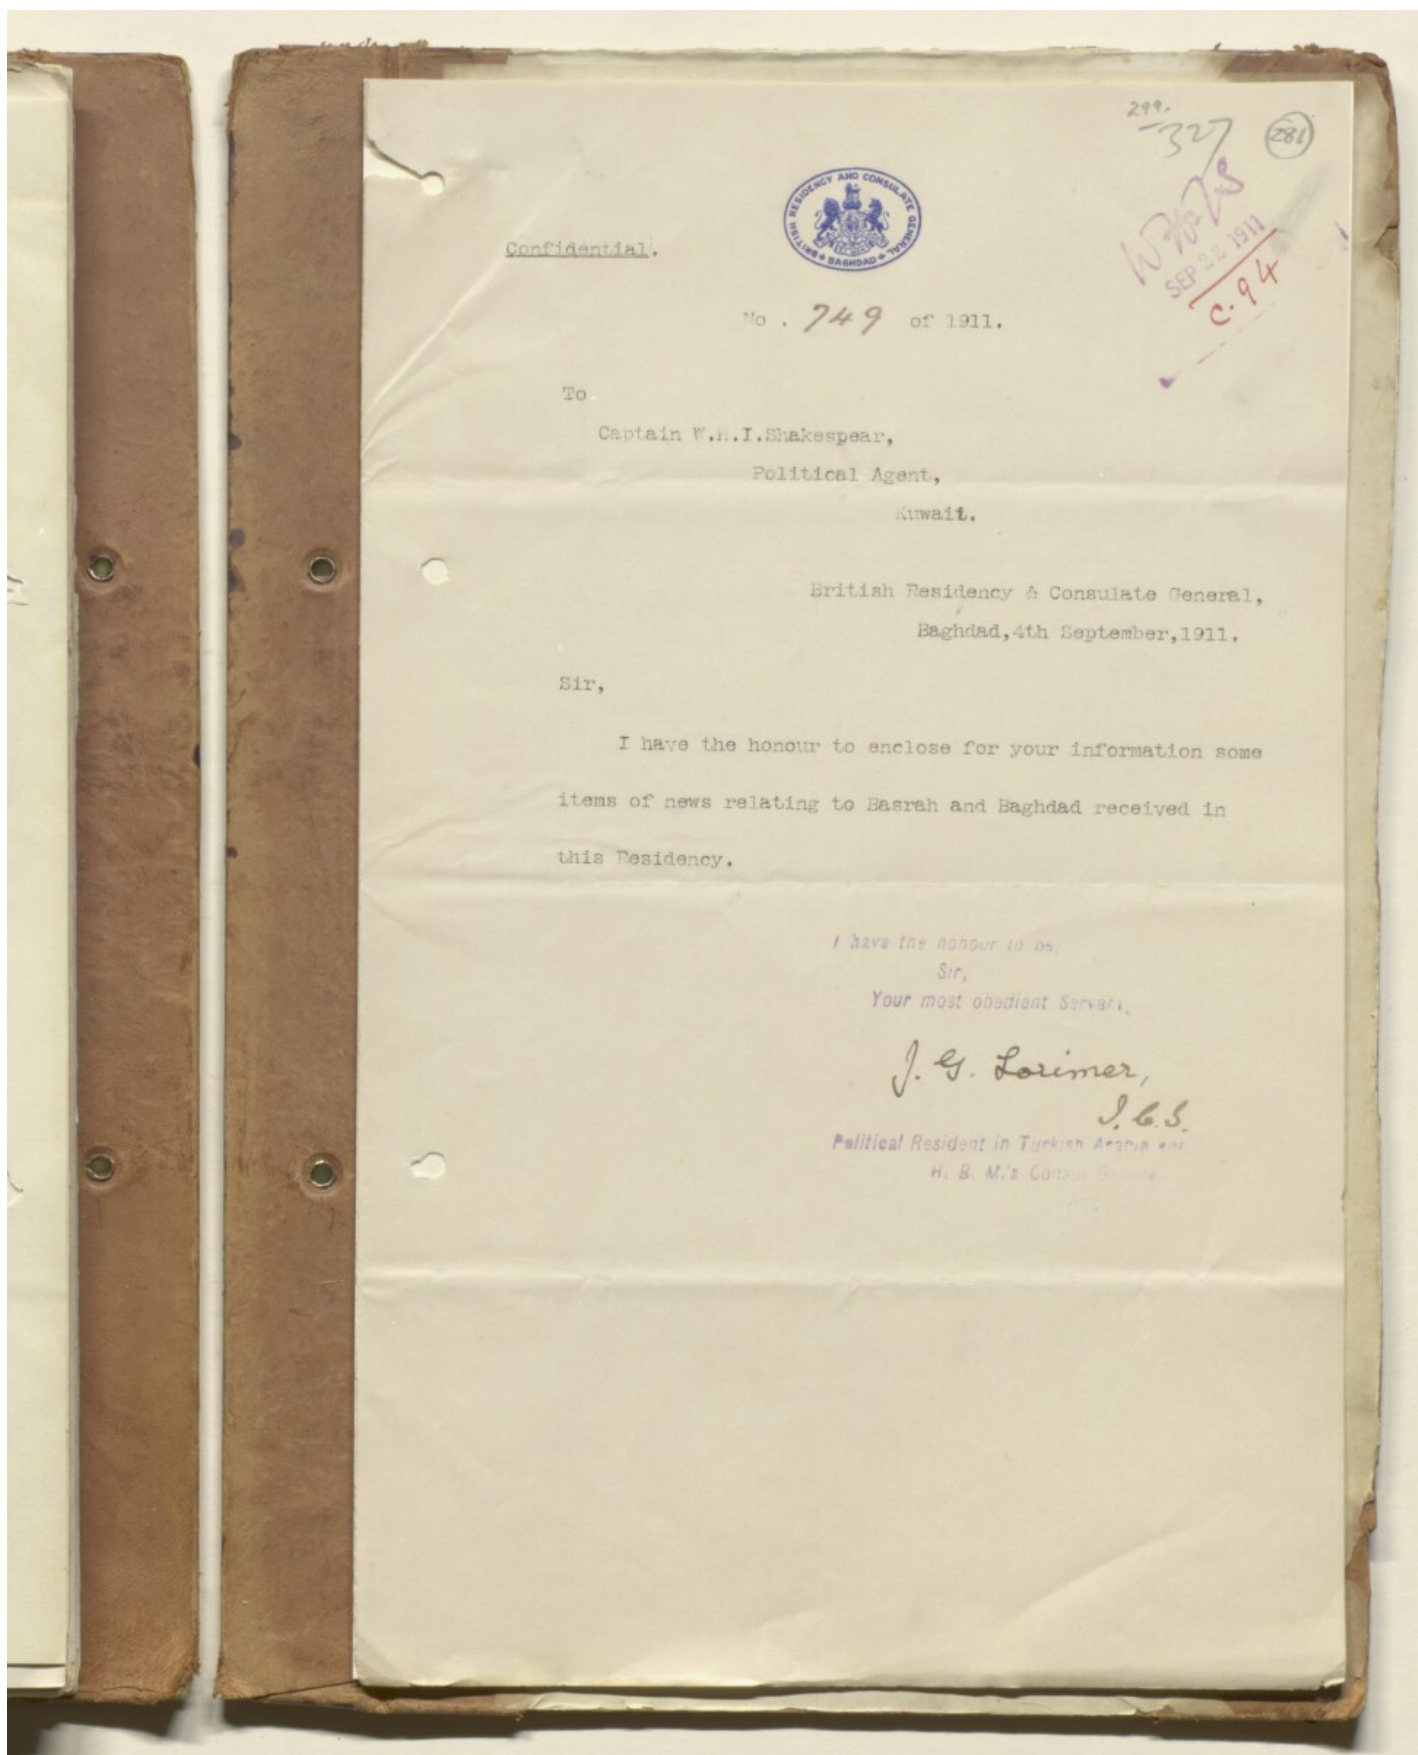 299.
327
281
BRITISH RESIDENCY AND CONSULATE GENERAL
BAGHDAD
Confidential.
SEP 22 1911
C. 94
No. 749 of 1911.
To
Captain W.H.I.Shakespear,
Political Agent,
Kuwait.
British Residency & Consulate General,
Baghdad,4th September,1911.
Sir,
I have the honour to enclose for your information some
items of news relating to Basrah and Baghdad received in
this Residency.
I have the honour to be,
Sir,
Your most obedient Servant,
J. G. Lorimer,
I.C.S.
Political Resident in Turkish Arabia and
H. B. M.'s Consul General